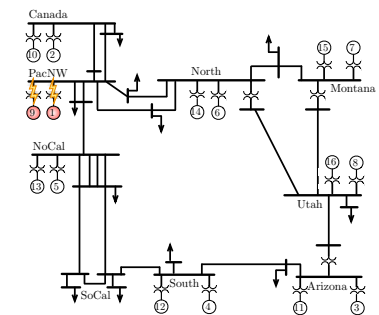 Canada
10 2
PacNW
9 1
North
14 6
15 7
Montana
NoCal
13 5
16 8
Utah
SoCal
South
12 4
Arizona
11 3